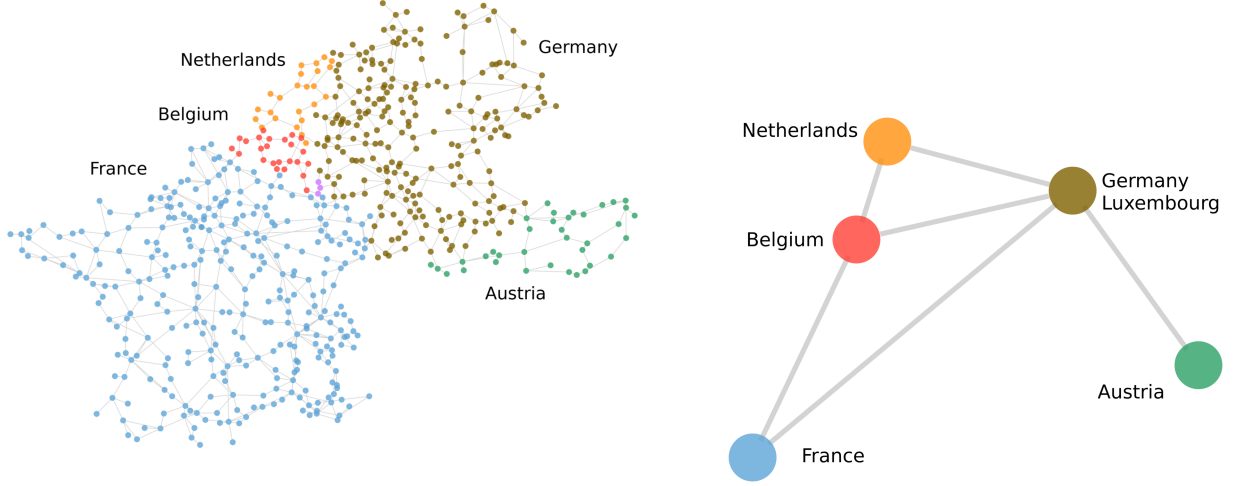 Germany
Netherlands
Belgium
France
Austria
Netherlands
Germany
Luxembourg
Belgium
Austria
France